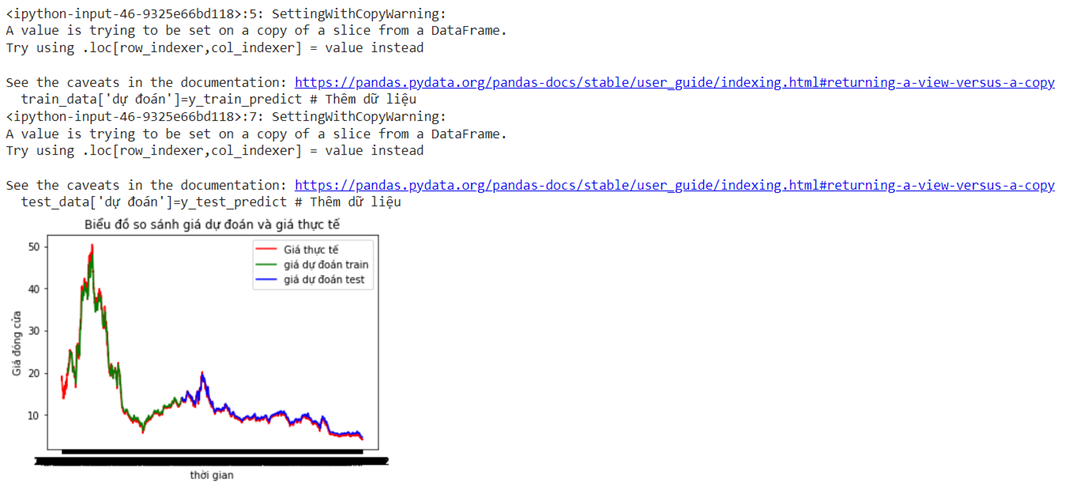 <ipython-input-46-9325e66bd118>:5: SettingWithCopyWarning:
A value is trying to be set on a copy of a slice from a DataFrame.
Try using .loc[row_indexer,col_indexer] = value instead
See the caveats in the documentation: https://pandas.pydata.org/pandas-docs/stable/user_guide/indexing.html#returning-a-view-versus-a-copy
train_data['dự đoán']=y_train_predict # Thêm dữ liệu
<ipython-input-46-9325e66bd118>:7: SettingWithCopyWarning:
A value is trying to be set on a copy of a slice from a DataFrame.
Try using .loc[row_indexer,col_indexer] = value instead
See the caveats in the documentation: https://pandas.pydata.org/pandas-docs/stable/user_guide/indexing.html#returning-a-view-versus-a-copy
test_data['dự đoán']=y_test_predict # Thêm dữ liệu
Biểu đồ so sánh giá dự đoán và giá thực tế
Giá thực tế
giá dự đoán train
giá dự đoán test
50
40
30
20
10
Giá đóng cửa
thời gian